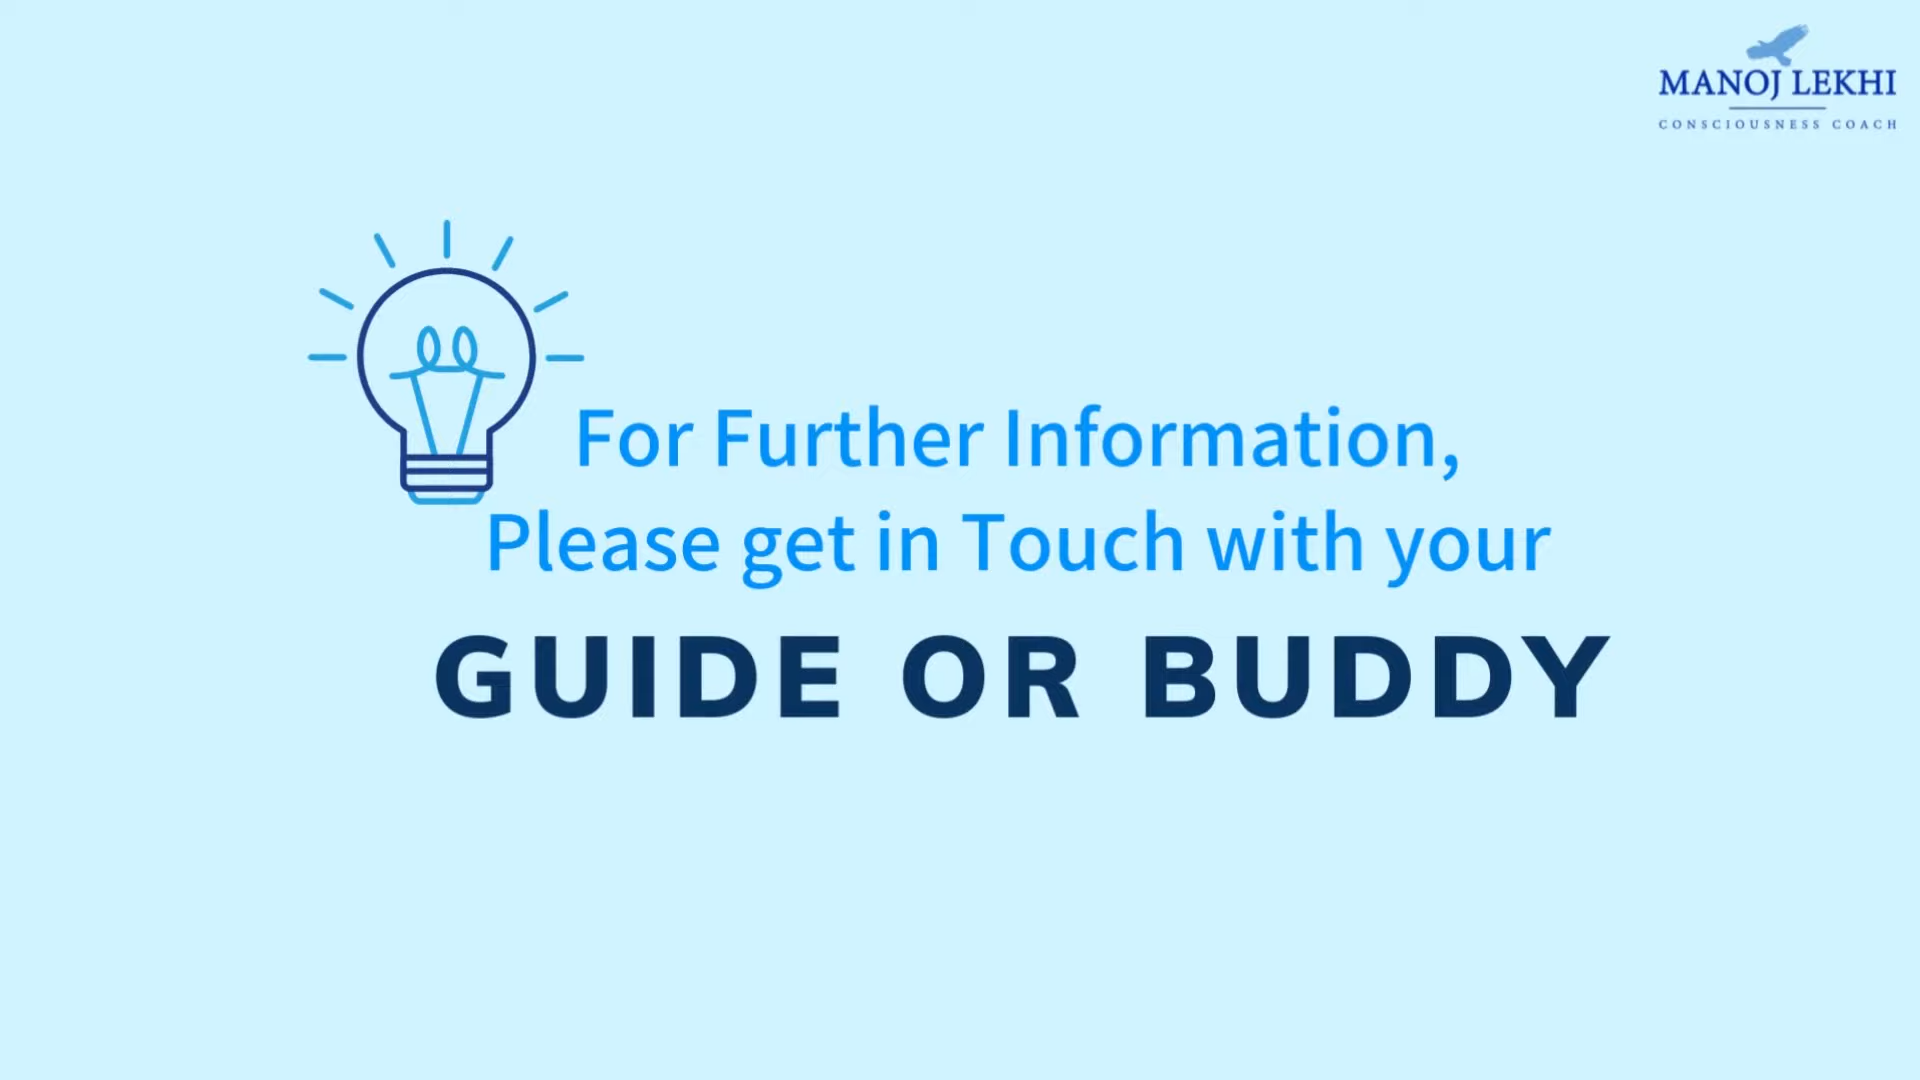 MANOJ LEKHI
CONSCIOUSNESS COACH
For Further Information,
Please get in Touch with your
GUIDE OR BUDDY